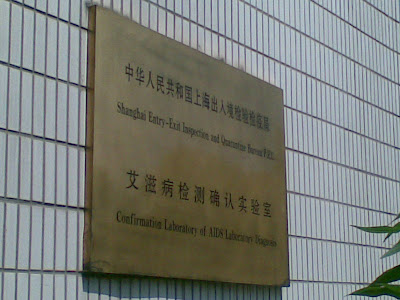 中华人民共和国上海出入境检验检疫局
Shanghai Entry-Exit Inspection and Quarantine Bureau P.R.C.
艾滋病检测确认实验室
Confirmation Laboratory of AIDS Laboratory Diagnosis